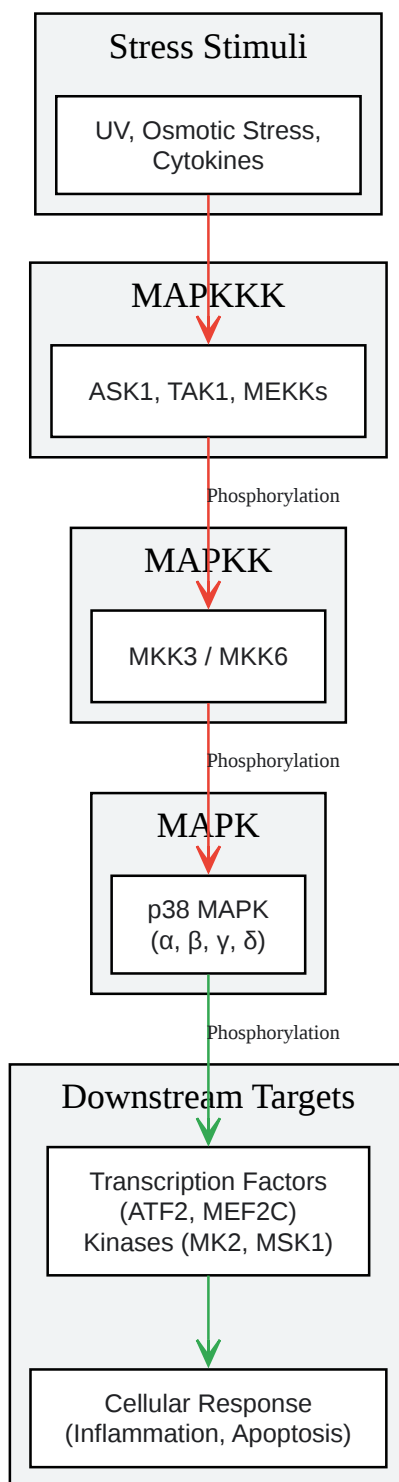 Stress Stimuli
UV, Osmotic Stress,
Cytokines
MAPKKK
ASK1, TAK1, MEKKs
Phosphorylation
MAPKK
MKK3 / MKK6
Phosphorylation
MAPK
p38 MAPK
(α, β, γ, δ)
Phosphorylation
Downstream Targets
Transcription Factors
(ATF2, MEF2C)
Kinases (MK2, MSK1)
Cellular Response
(Inflammation, Apoptosis)